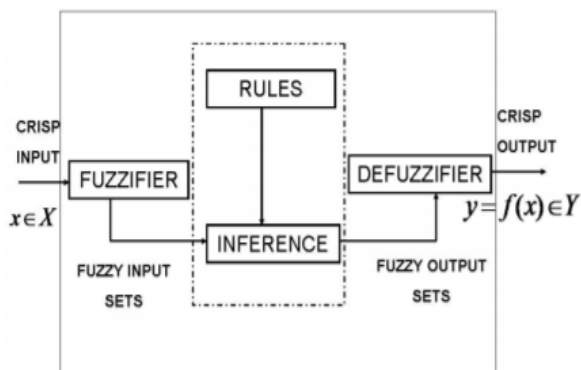 RULES
CRISP
INPUT
CRISP
OUTPUT
FUZZIFIER
DEFUZZIFIER
x∈X
y=f(x)∈Y
INFERENCE
FUZZY INPUT
SETS
FUZZY OUTPUT
SETS